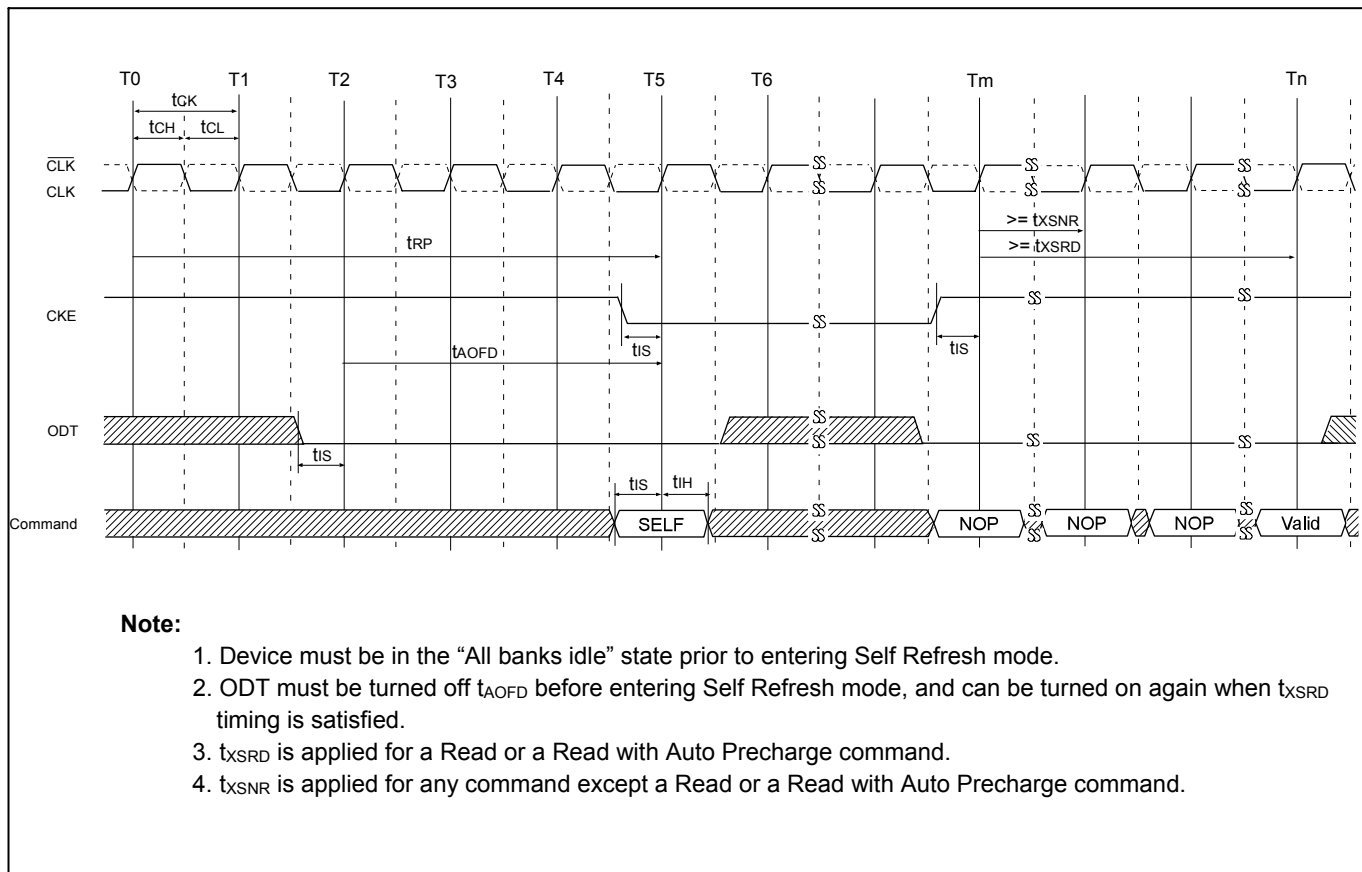 T0 T1 T2 T3 T4 T5 T6 Tm Tn
tCK
tCH tCL
CLK
CLK
>= tXSNR
tRP >= tXSRD
CKE
tIS tIS
tAOFD
ODT
tIS
tIS tIH
Command SELF NOP NOP NOP Valid
Note:
1. Device must be in the “All banks idle” state prior to entering Self Refresh mode.
2. ODT must be turned off tAOFD before entering Self Refresh mode, and can be turned on again when tXSRD
timing is satisfied.
3. tXSRD is applied for a Read or a Read with Auto Precharge command.
4. tXSNR is applied for any command except a Read or a Read with Auto Precharge command.